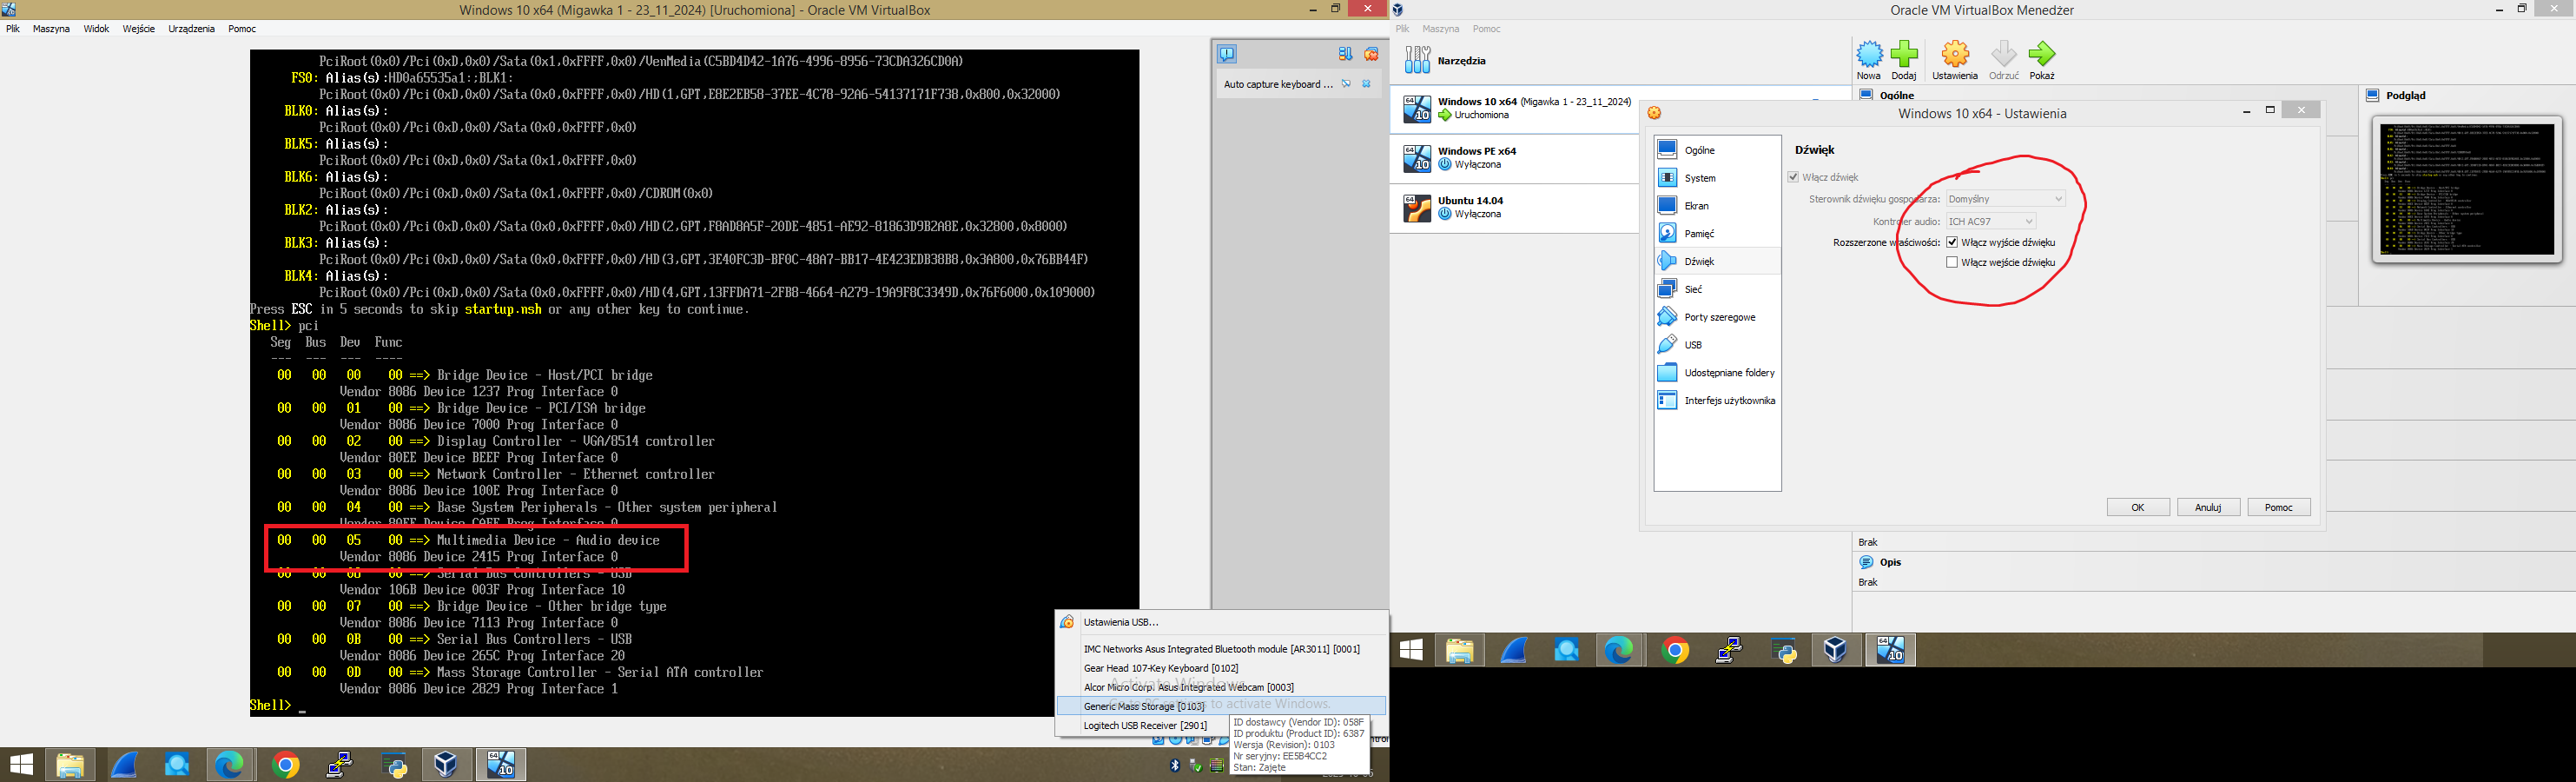 Windows 10 x64 (Migawka 1 - 23_11_2024) [Uruchomiona] - Oracle VM VirtualBox
Plik Maszyna Widok Wejście Urządzenia Pomoc
PciRoot(0x0)/Pci(0xD,0x0)/Sata(0x1,0xFFFF,0x0)/VenMedia(C5BD4D42-1A76-4996-8956-73CDA326CD0A)
FS0: Alias(s):HD0a65535a1::BLK1:
PciRoot(0x0)/Pci(0xD,0x0)/Sata(0x0,0xFFFF,0x0)/HD(1,GPT,E8E2EB58-37EE-4C78-92A6-54137171F738,0x800,0x32000)
BLK0: Alias(s):
PciRoot(0x0)/Pci(0xD,0x0)/Sata(0x0,0xFFFF,0x0)
BLK5: Alias(s):
PciRoot(0x0)/Pci(0xD,0x0)/Sata(0x1,0xFFFF,0x0)
BLK6: Alias(s):
PciRoot(0x0)/Pci(0xD,0x0)/Sata(0x1,0xFFFF,0x0)/CDROM(0x0)
BLK2: Alias(s):
PciRoot(0x0)/Pci(0xD,0x0)/Sata(0x0,0xFFFF,0x0)/HD(2,GPT,F8AD8A5F-20DE-4851-AE92-81863D9B2A8E,0x32800,0x8000)
BLK3: Alias(s):
PciRoot(0x0)/Pci(0xD,0x0)/Sata(0x0,0xFFFF,0x0)/HD(3,GPT,3E40FC3D-BF0C-48A7-BB17-4E423EDB38B8,0x3A800,0x76BB44F)
BLK4: Alias(s):
PciRoot(0x0)/Pci(0xD,0x0)/Sata(0x0,0xFFFF,0x0)/HD(4,GPT,13FFDA71-2FB8-4664-A279-19A9F8C3349D,0x76F6000,0x109000)
Press ESC in 5 seconds to skip startup.nsh or any other key to continue.
Shell> pci
Seg Bus Dev Func
--- --- --- ----
00 00 00 00 ==> Bridge Device - Host/PCI bridge
Vendor 8086 Device 1237 Prog Interface 0
00 00 01 00 ==> Bridge Device - PCI/ISA bridge
Vendor 8086 Device 7000 Prog Interface 0
00 00 02 00 ==> Display Controller - VGA/8514 controller
Vendor 80EE Device BEEF Prog Interface 0
00 00 03 00 ==> Network Controller - Ethernet controller
Vendor 8086 Device 100E Prog Interface 0
00 00 04 00 ==> Base System Peripherals - Other system peripheral
Vendor 80EE Device CAFE Prog Interface 0
00 00 05 00 ==> Multimedia Device - Audio device
Vendor 8086 Device 2415 Prog Interface 0
00 00 06 00 ==> Serial Bus Controllers - USB
Vendor 106B Device 003F Prog Interface 10
00 00 07 00 ==> Bridge Device - Other bridge type
Vendor 8086 Device 7113 Prog Interface 0
00 00 0B 00 ==> Serial Bus Controllers - USB
Vendor 8086 Device 265C Prog Interface 20
00 00 0D 00 ==> Mass Storage Controller - Serial ATA controller
Vendor 8086 Device 2829 Prog Interface 1
Shell> _
Auto capture keyboard ...
Ustawienia USB...
IMC Networks Asus Integrated Bluetooth module [AR3011] [0001]
Gear Head 107-Key Keyboard [0102]
Alcor Micro Corp. Asus Integrated Webcam [0003]
Activate Windows
Generic Mass Storage [0103]
to activate Windows.
Logitech USB Receiver [2901]
ID dostawcy (Vendor ID): 058F
ID produktu (Product ID): 6387
Wersja (Revision): 0103
Nr seryjny: EE5B4CC2
Stan: Zajęte
Oracle VM VirtualBox Menedżer
Plik Maszyna Pomoc
Narzędzia
Nowa Dodaj Ustawienia Odrzuć Pokaż
Windows 10 x64 (Migawka 1 - 23_11_2024)
Uruchomiona
Windows PE x64
Wyłączona
Ubuntu 14.04
Wyłączona
Ogólne
Podgląd
Windows 10 x64 - Ustawienia
Ogólne
System
Ekran
Pamięć
Dźwięk
Sieć
Porty szeregowe
USB
Udostępniane foldery
Interfejs użytkownika
Dźwięk
Włącz dźwięk
Sterownik dźwięku gospodarza: Domyślny
Kontroler audio: ICH AC97
Rozszerzone właściwości: Włącz wyjście dźwięku
Włącz wejście dźwięku
OK Anuluj Pomoc
Brak
Opis
Brak